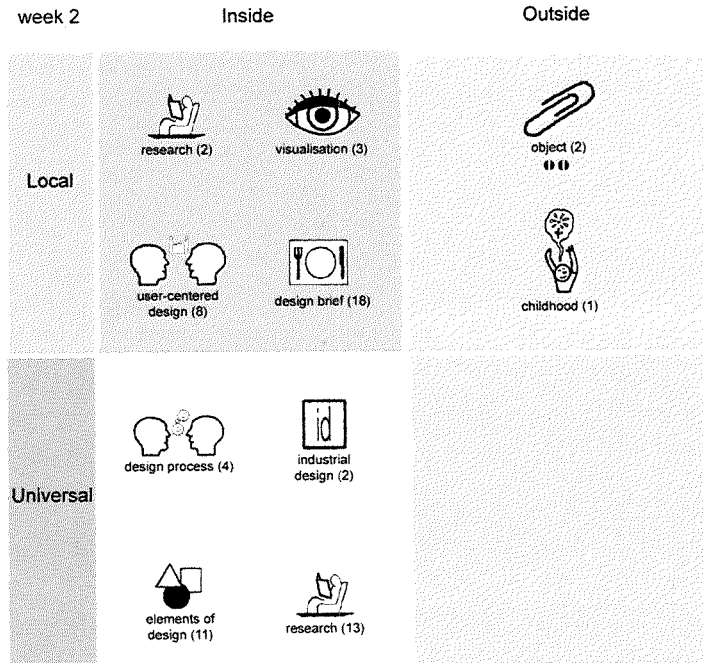 week 2
Inside
Outside
Local
research (2)
visualisation (3)
object (2)
user-centered
design (8)
design brief (18)
childhood (1)
Universal
design process (4)
id
industrial
design (2)
elements of
design (11)
research (13)